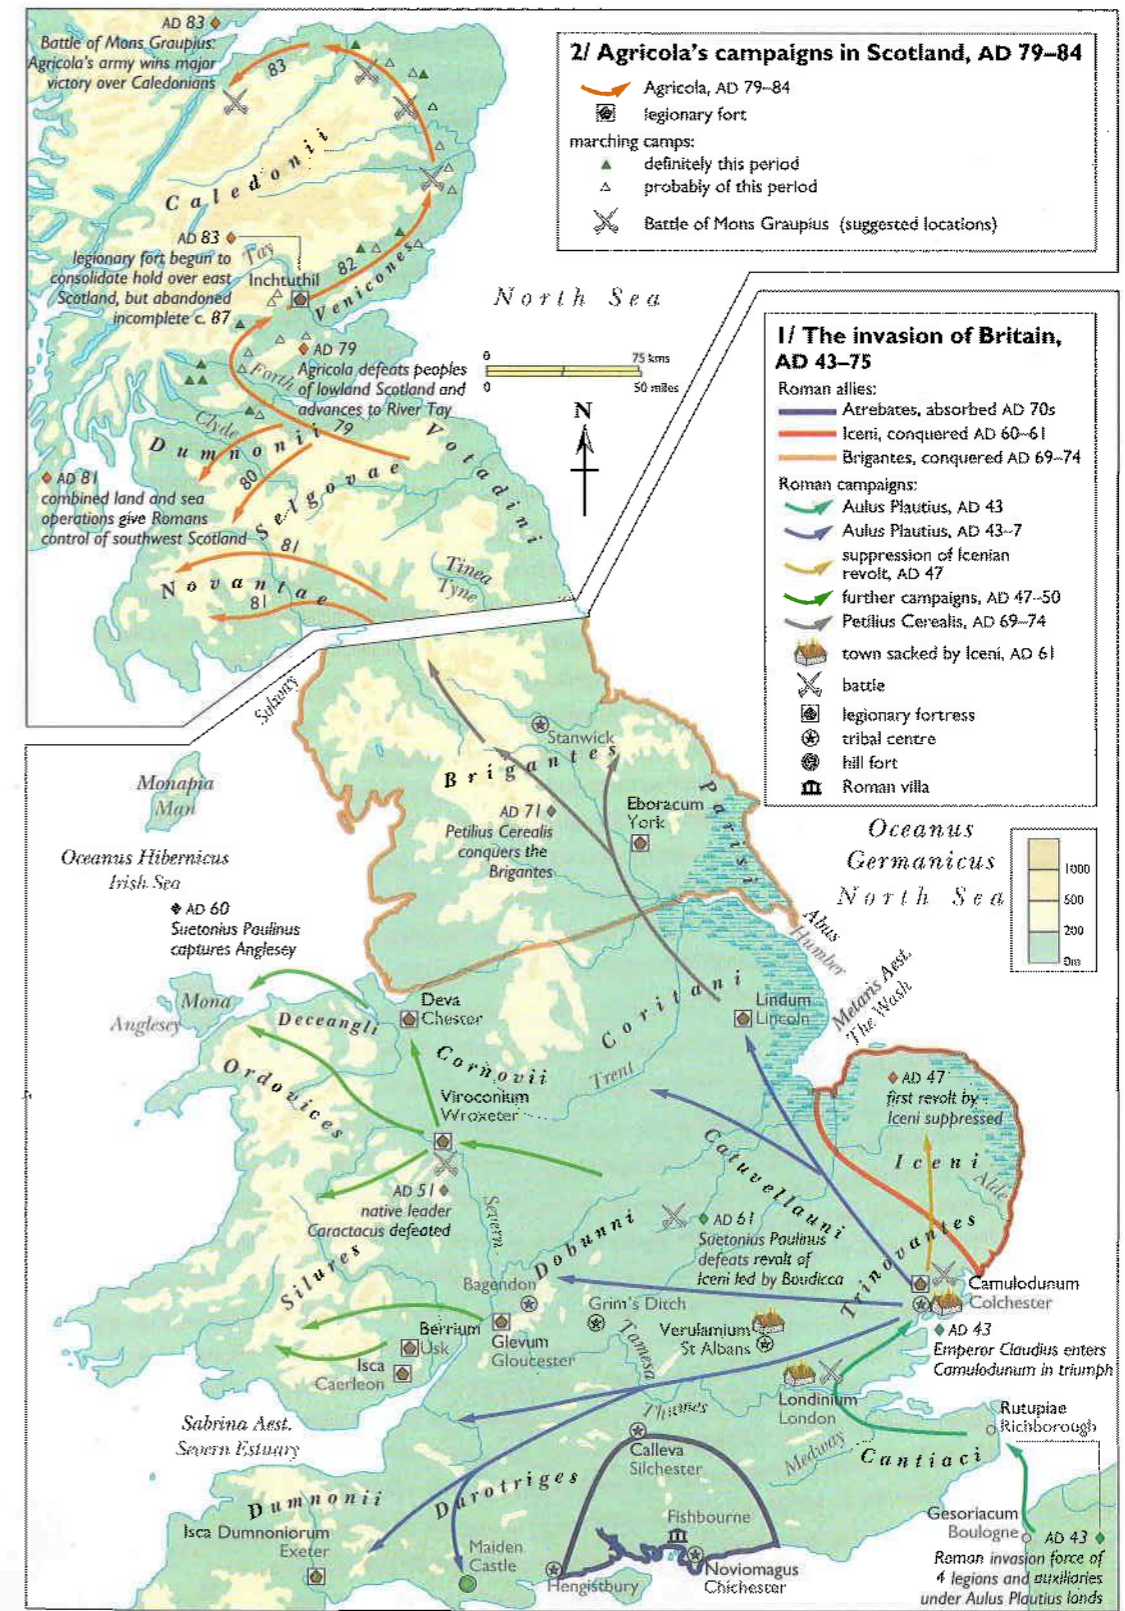 AD 83
Battle of Mons Graupius:
Agricola's army wins major
victory over Caledonians
83
Caledonii
AD 83
legionary fort begun to
consolidate hold over east
Scotland, but abandoned
incomplete c. 87
Tay
Inchtuthil
82
Venicones
AD 79
Agricola defeats peoples
of lowland Scotland and
advances to River Tay
Forth
Clyde
79
Dumnonii
Votadini
80
Selgovae
AD 81
combined land and sea
operations give Romans
control of southwest Scotland
81
Novantae
81
Tinea
Tyne
North Sea
0 75 kms
0 50 miles
N
2/ Agricola's campaigns in Scotland, AD 79–84
Agricola, AD 79–84
legionary fort
marching camps:
definitely this period
probably of this period
Battle of Mons Graupius (suggested locations)
1/ The invasion of Britain,
AD 43–75
Roman allies:
Atrebates, absorbed AD 70s
Iceni, conquered AD 60–61
Brigantes, conquered AD 69–74
Roman campaigns:
Aulus Plautius, AD 43
Aulus Plautius, AD 43–7
suppression of Icenian
revolt, AD 47
further campaigns, AD 47–50
Petilius Cerealis, AD 69–74
town sacked by Iceni, AD 61
battle
legionary fortress
tribal centre
hill fort
Roman villa
1000
500
200
0m
Solway
Stanwick
Brigantes
Parisi
Monapia
Man
AD 71
Petilius Cerealis
conquers the
Brigantes
Eboracum
York
Oceanus
Germanicus
North Sea
Oceanus Hibernicus
Irish Sea
AD 60
Suetonius Paulinus
captures Anglesey
Abus
Humber
Metaris Aest.
The Wash
Mona
Anglesey
Deceangli
Deva
Chester
Coritani
Lindum
Lincoln
Cornovii
Trent
Ordovices
Viroconium
Wroxeter
AD 47
first revolt by
Iceni suppressed
Iceni
Alde
Catuvellauni
AD 51
native leader
Caractacus defeated
Severn
AD 61
Suetonius Paulinus
defeats revolt of
Iceni led by Boudicca
Trinovantes
Dobunni
Silures
Bagendon
Grim's Ditch
Camulodunum
Colchester
Berrium
Usk
Glevum
Gloucester
Tamesa
Verulamium
St Albans
AD 43
Emperor Claudius enters
Camulodunum in triumph
Isca
Caerleon
Londinium
London
Rutupiae
Richborough
Sabrina Aest.
Severn Estuary
Thames
Calleva
Silchester
Medway
Cantiaci
Dumnonii
Durotriges
Isca Dumnoniorum
Exeter
Fishbourne
Gesoriacum
Boulogne
AD 43
Roman invasion force of
4 legions and auxiliaries
under Aulus Plautius lands
Maiden
Castle
Hengistbury
Noviomagus
Chichester